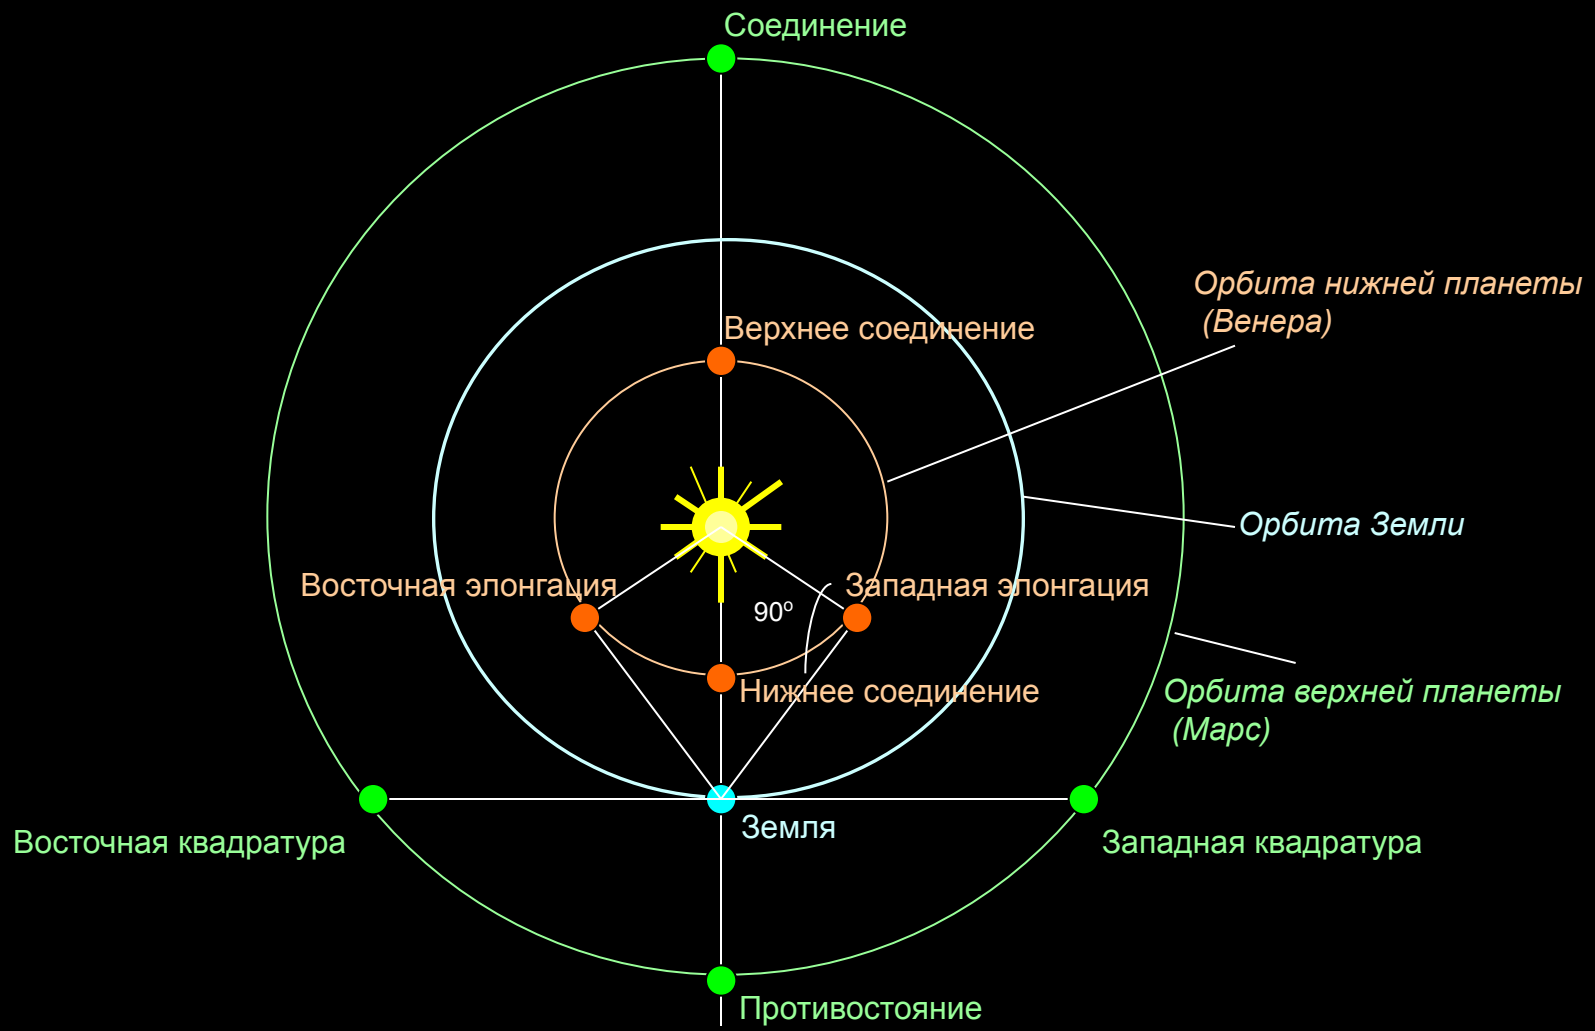 Соединение
Орбита нижней планеты
(Венера)
Верхнее соединение
Орбита Земли
Восточная элонгация
Западная элонгация
90º
Нижнее соединение
Орбита верхней планеты
(Марс)
Земля
Восточная квадратура
Западная квадратура
Противостояние